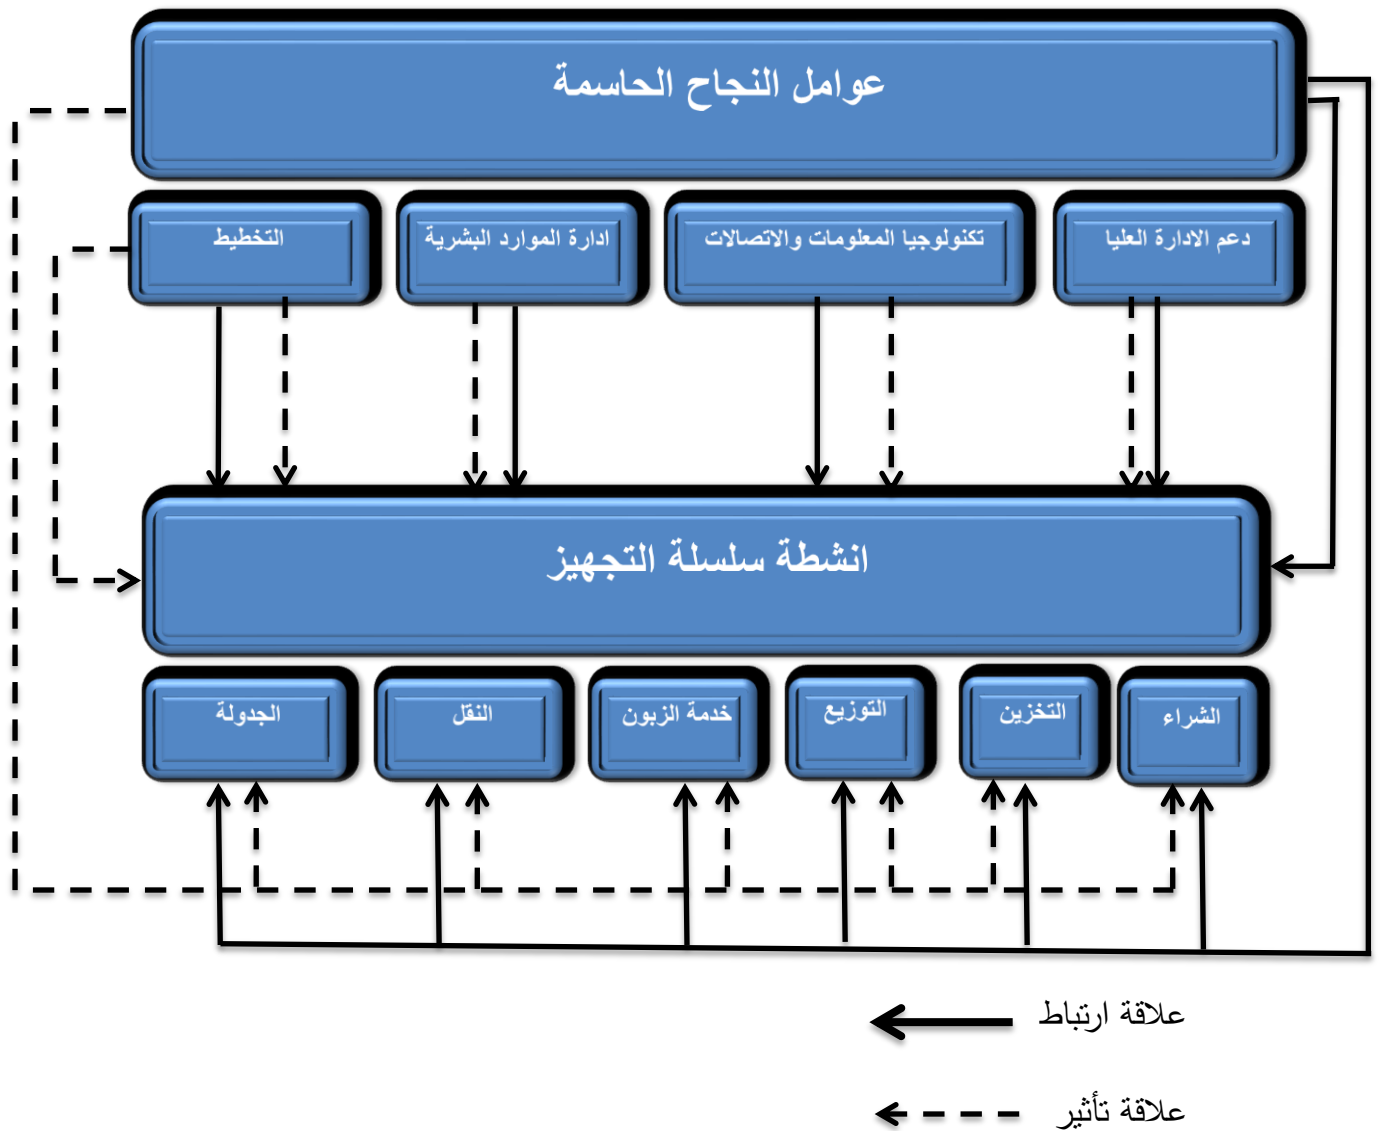 عوامل النجاح الحاسمة
دعم الادارة العليا
تكنولوجيا المعلومات والاتصالات
ادارة الموارد البشرية
التخطيط
انشطة سلسلة التجهيز
الشراء
التخزين
التوزيع
خدمة الزبون
النقل
الجدولة
علاقة ارتباط
علاقة تأثير